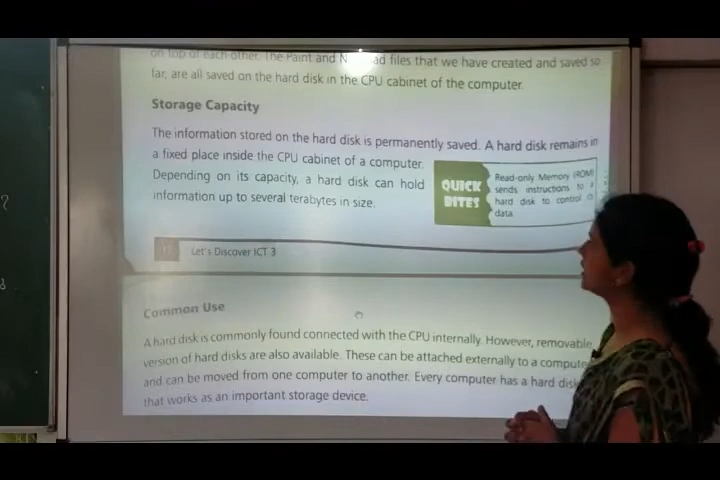 on top of each other. The Paint and files that we have created and saved so
far, are all saved on the hard disk in the CPU cabinet of the computer.
Storage Capacity
The information stored on the hard disk is permanently saved. A hard disk remains in
a fixed place inside the CPU cabinet of a computer.
Depending on its capacity, a hard disk can hold
information up to several terabytes in size.
QUICK
BITES
Read-only Memory (ROM)
sends instructions to a
hard disk to control
data.
Let's Discover ICT 3
Common Use
A hard disk is commonly found connected with the CPU internally. However, removable
version of hard disks are also available. These can be attached externally to a compute
and can be moved from one computer to another. Every computer has a hard disk
that works as an important storage device.